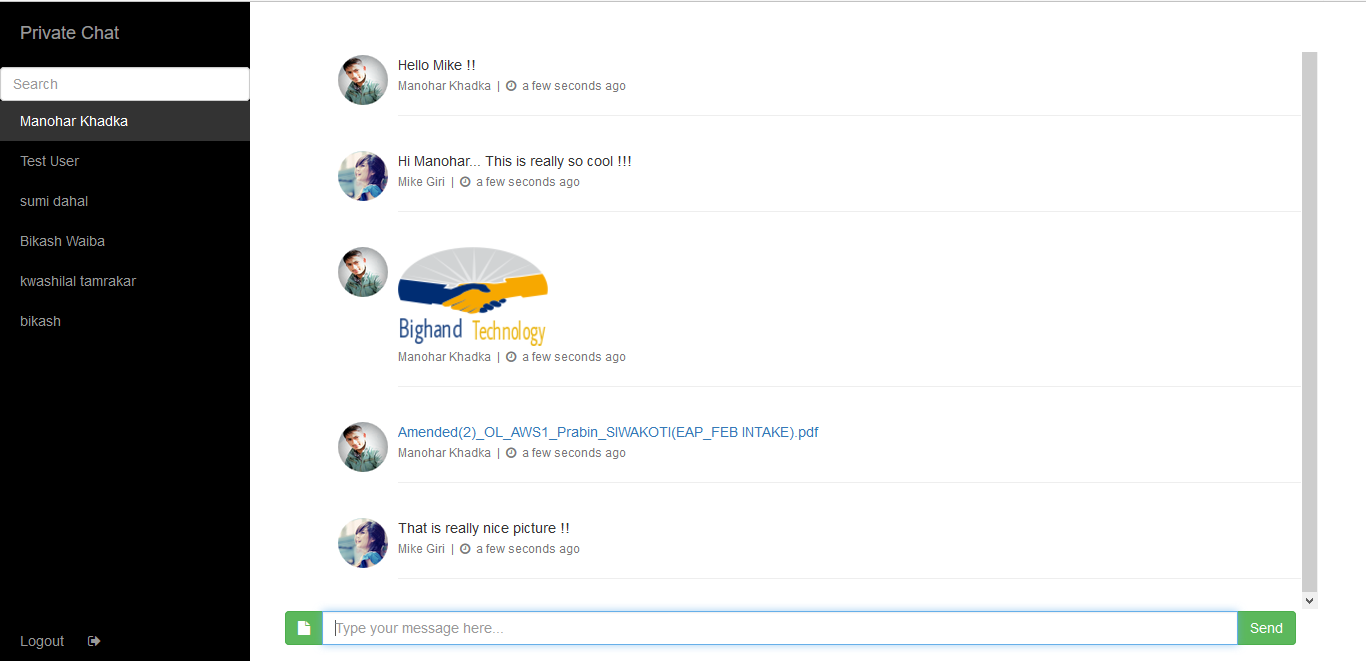 Private Chat
Search
Manohar Khadka
Test User
sumi dahal
Bikash Waiba
kwashilal tamrakar
bikash
Logout
Hello Mike !!
Manohar Khadka | a few seconds ago
Hi Manohar... This is really so cool !!!
Mike Giri | a few seconds ago
Bighand Technology
Manohar Khadka | a few seconds ago
Amended(2)_OL_AWS1_Prabin_SIWAKOTI(EAP_FEB INTAKE).pdf
Manohar Khadka | a few seconds ago
That is really nice picture !!
Mike Giri | a few seconds ago
Type your message here...
Send